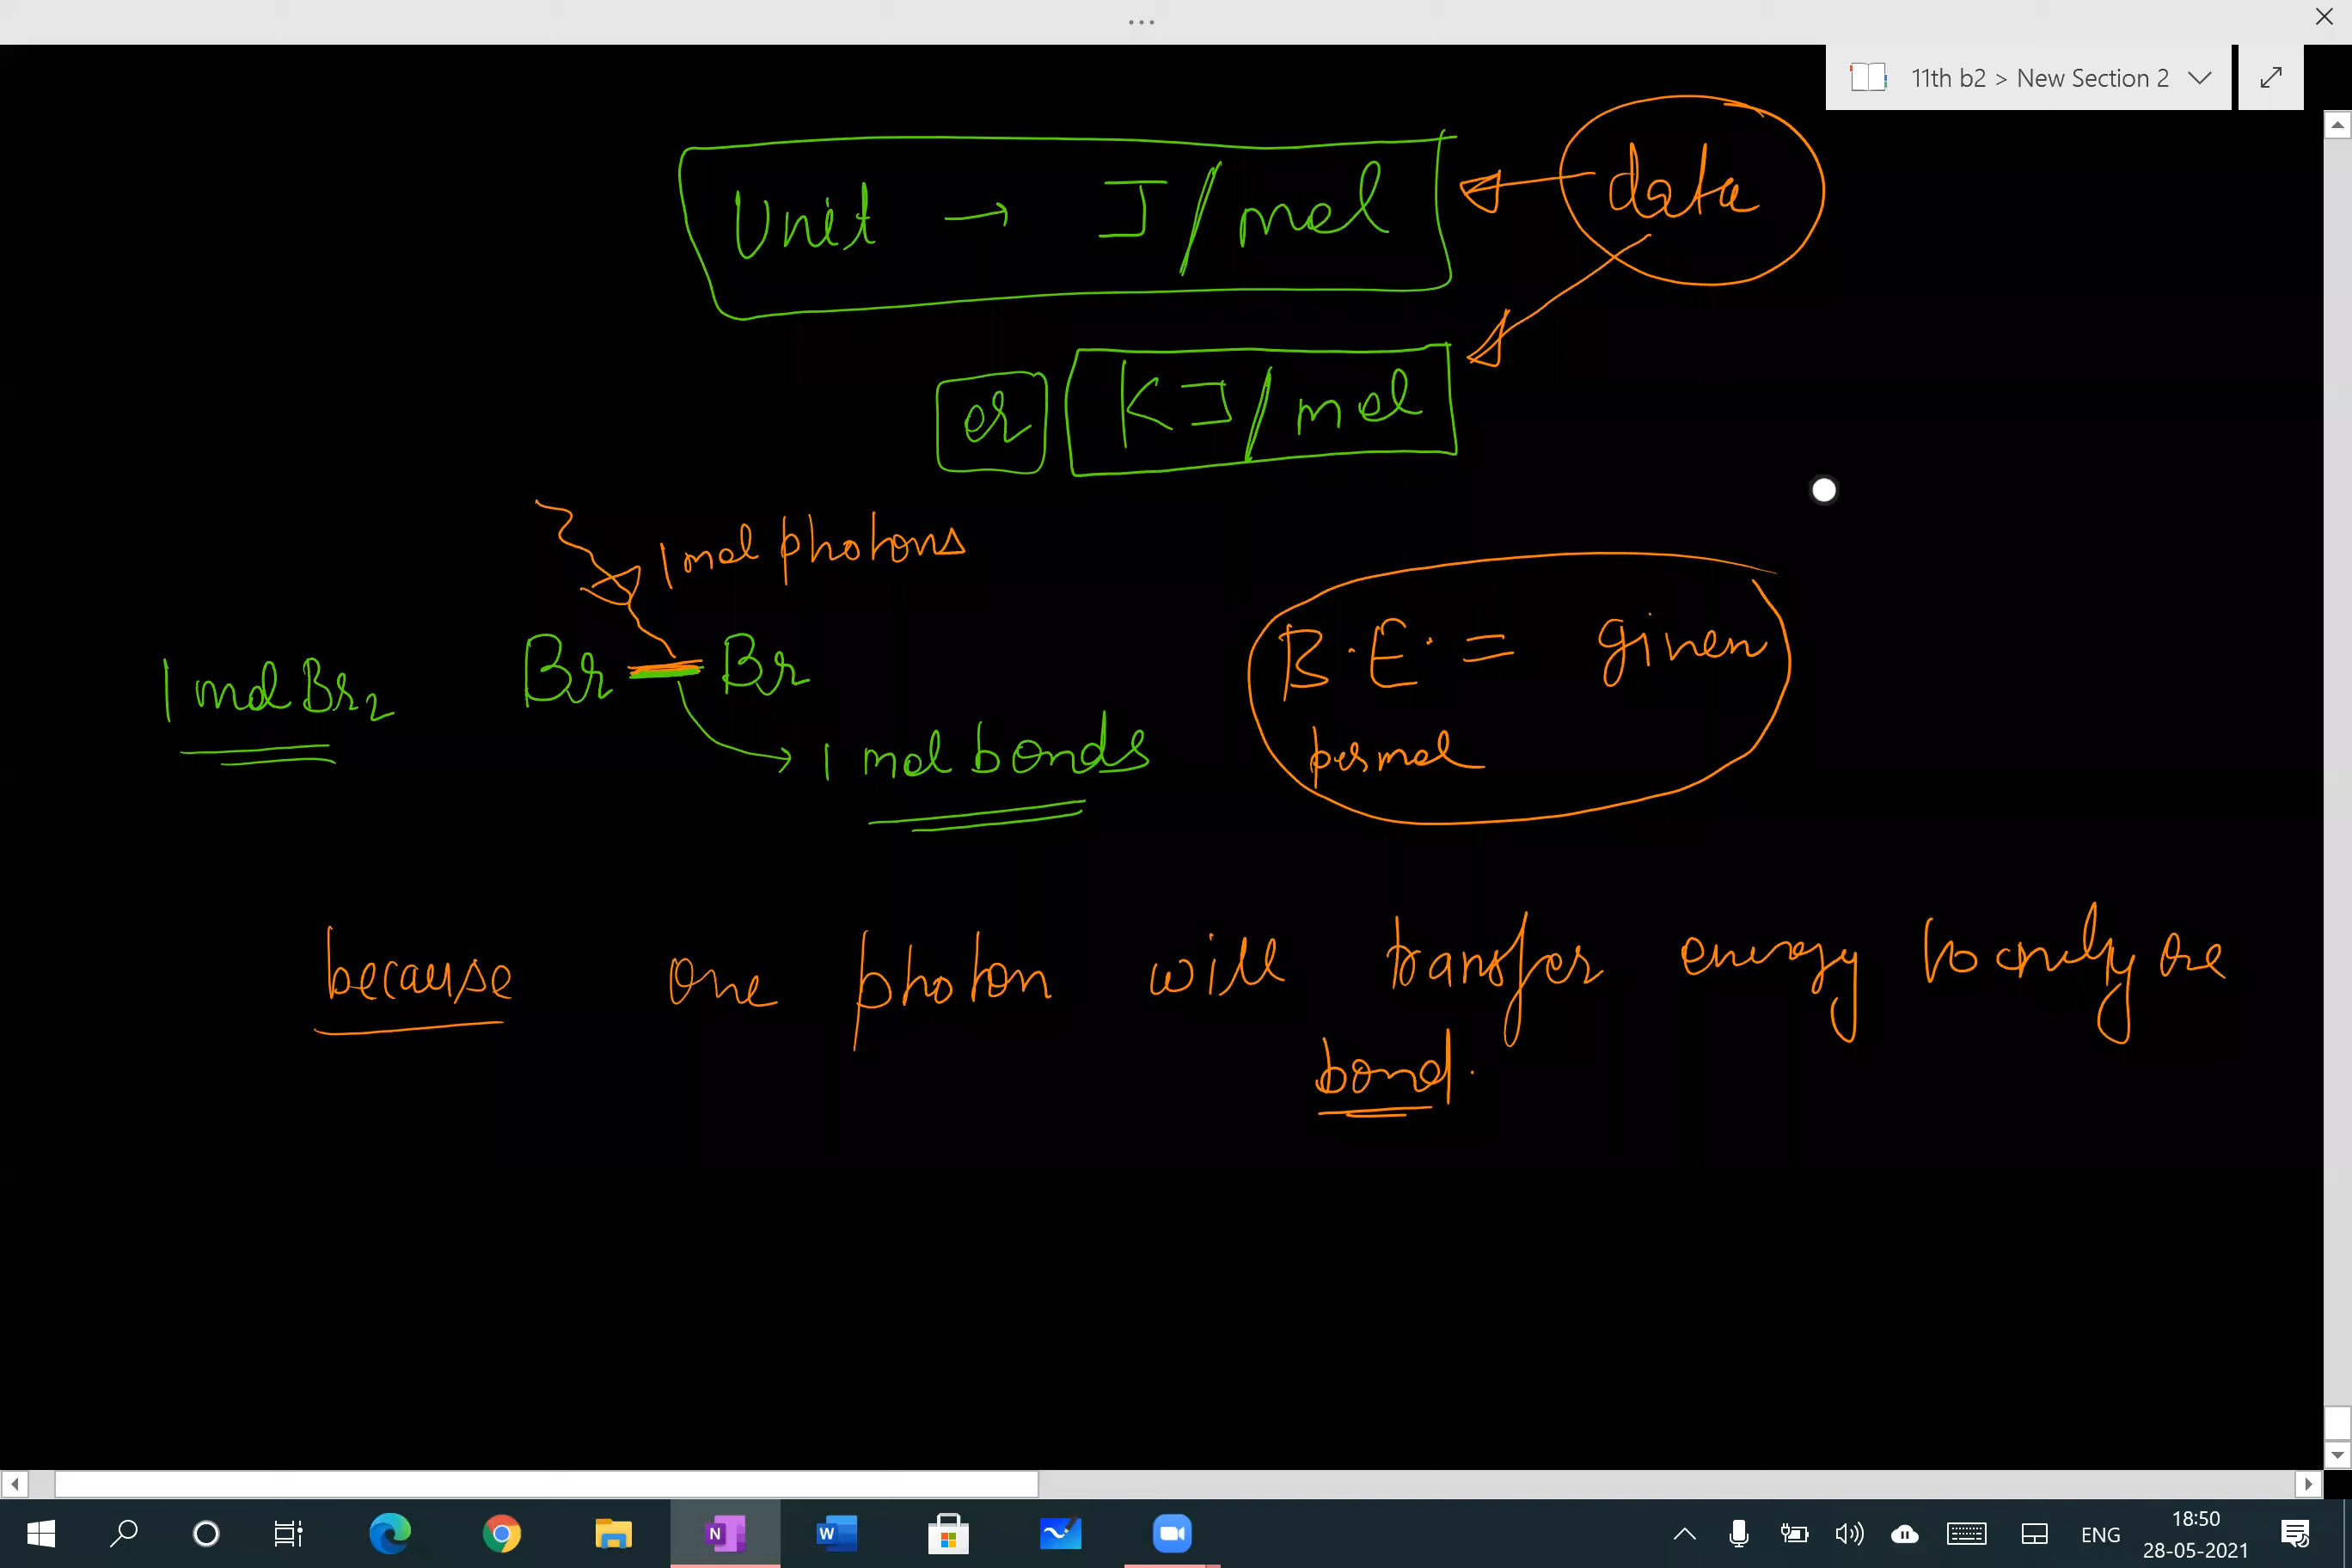 ...
11th b2 > New Section 2
Unit → J/mol
data
or
KJ/mol
1 mol photons
1 mol Br2
Br Br
B.E. = given
per mol
→ 1 mol bonds
because one photon will transfer energy to only one
bond.
N
W
ENG
18:50
28-05-2021